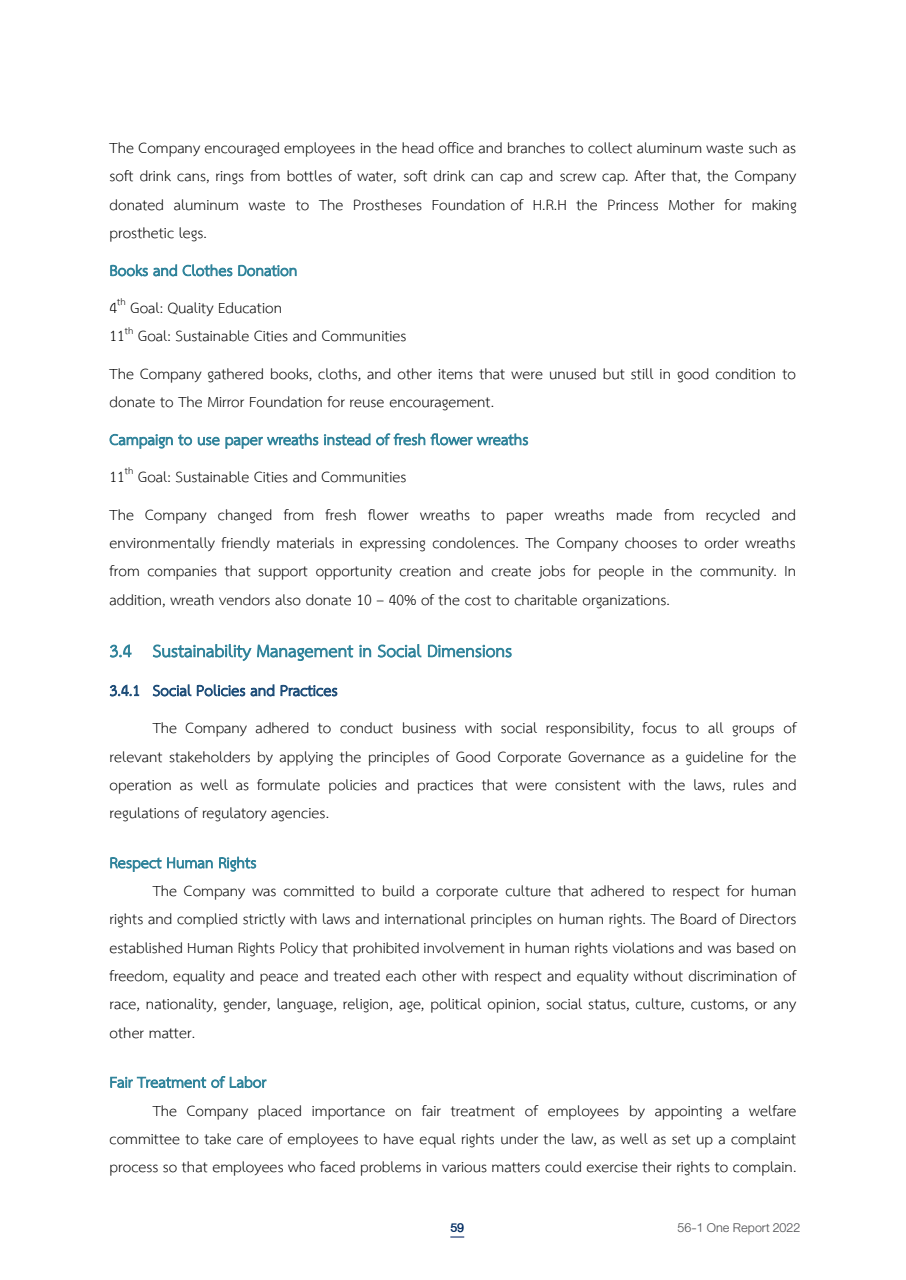 The Company encouraged employees in the head office and branches to collect aluminum waste such as
soft drink cans, rings from bottles of water, soft drink can cap and screw cap. After that, the Company
donated aluminum waste to The Prostheses Foundation of H.R.H the Princess Mother for making
prosthetic legs.
Books and Clothes Donation
4th Goal: Quality Education
11th Goal: Sustainable Cities and Communities
The Company gathered books, cloths, and other items that were unused but still in good condition to
donate to The Mirror Foundation for reuse encouragement.
Campaign to use paper wreaths instead of fresh flower wreaths
11th Goal: Sustainable Cities and Communities
The Company changed from fresh flower wreaths to paper wreaths made from recycled and
environmentally friendly materials in expressing condolences. The Company chooses to order wreaths
from companies that support opportunity creation and create jobs for people in the community. In
addition, wreath vendors also donate 10 – 40% of the cost to charitable organizations.
3.4 Sustainability Management in Social Dimensions
3.4.1 Social Policies and Practices
The Company adhered to conduct business with social responsibility, focus to all groups of
relevant stakeholders by applying the principles of Good Corporate Governance as a guideline for the
operation as well as formulate policies and practices that were consistent with the laws, rules and
regulations of regulatory agencies.
Respect Human Rights
The Company was committed to build a corporate culture that adhered to respect for human
rights and complied strictly with laws and international principles on human rights. The Board of Directors
established Human Rights Policy that prohibited involvement in human rights violations and was based on
freedom, equality and peace and treated each other with respect and equality without discrimination of
race, nationality, gender, language, religion, age, political opinion, social status, culture, customs, or any
other matter.
Fair Treatment of Labor
The Company placed importance on fair treatment of employees by appointing a welfare
committee to take care of employees to have equal rights under the law, as well as set up a complaint
process so that employees who faced problems in various matters could exercise their rights to complain.
59
56-1 One Report 2022